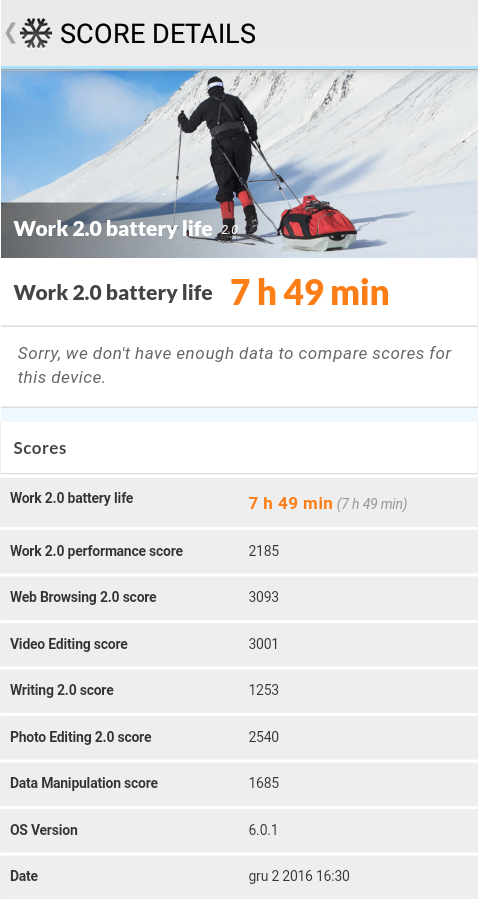 SCORE DETAILS
Work 2.0 battery life 2.0
Work 2.0 battery life 7 h 49 min
Sorry, we don't have enough data to compare scores for
this device.
Scores
Work 2.0 battery life 7 h 49 min (7 h 49 min)
Work 2.0 performance score 2185
Web Browsing 2.0 score 3093
Video Editing score 3001
Writing 2.0 score 1253
Photo Editing 2.0 score 2540
Data Manipulation score 1685
OS Version 6.0.1
Date gru 2 2016 16:30